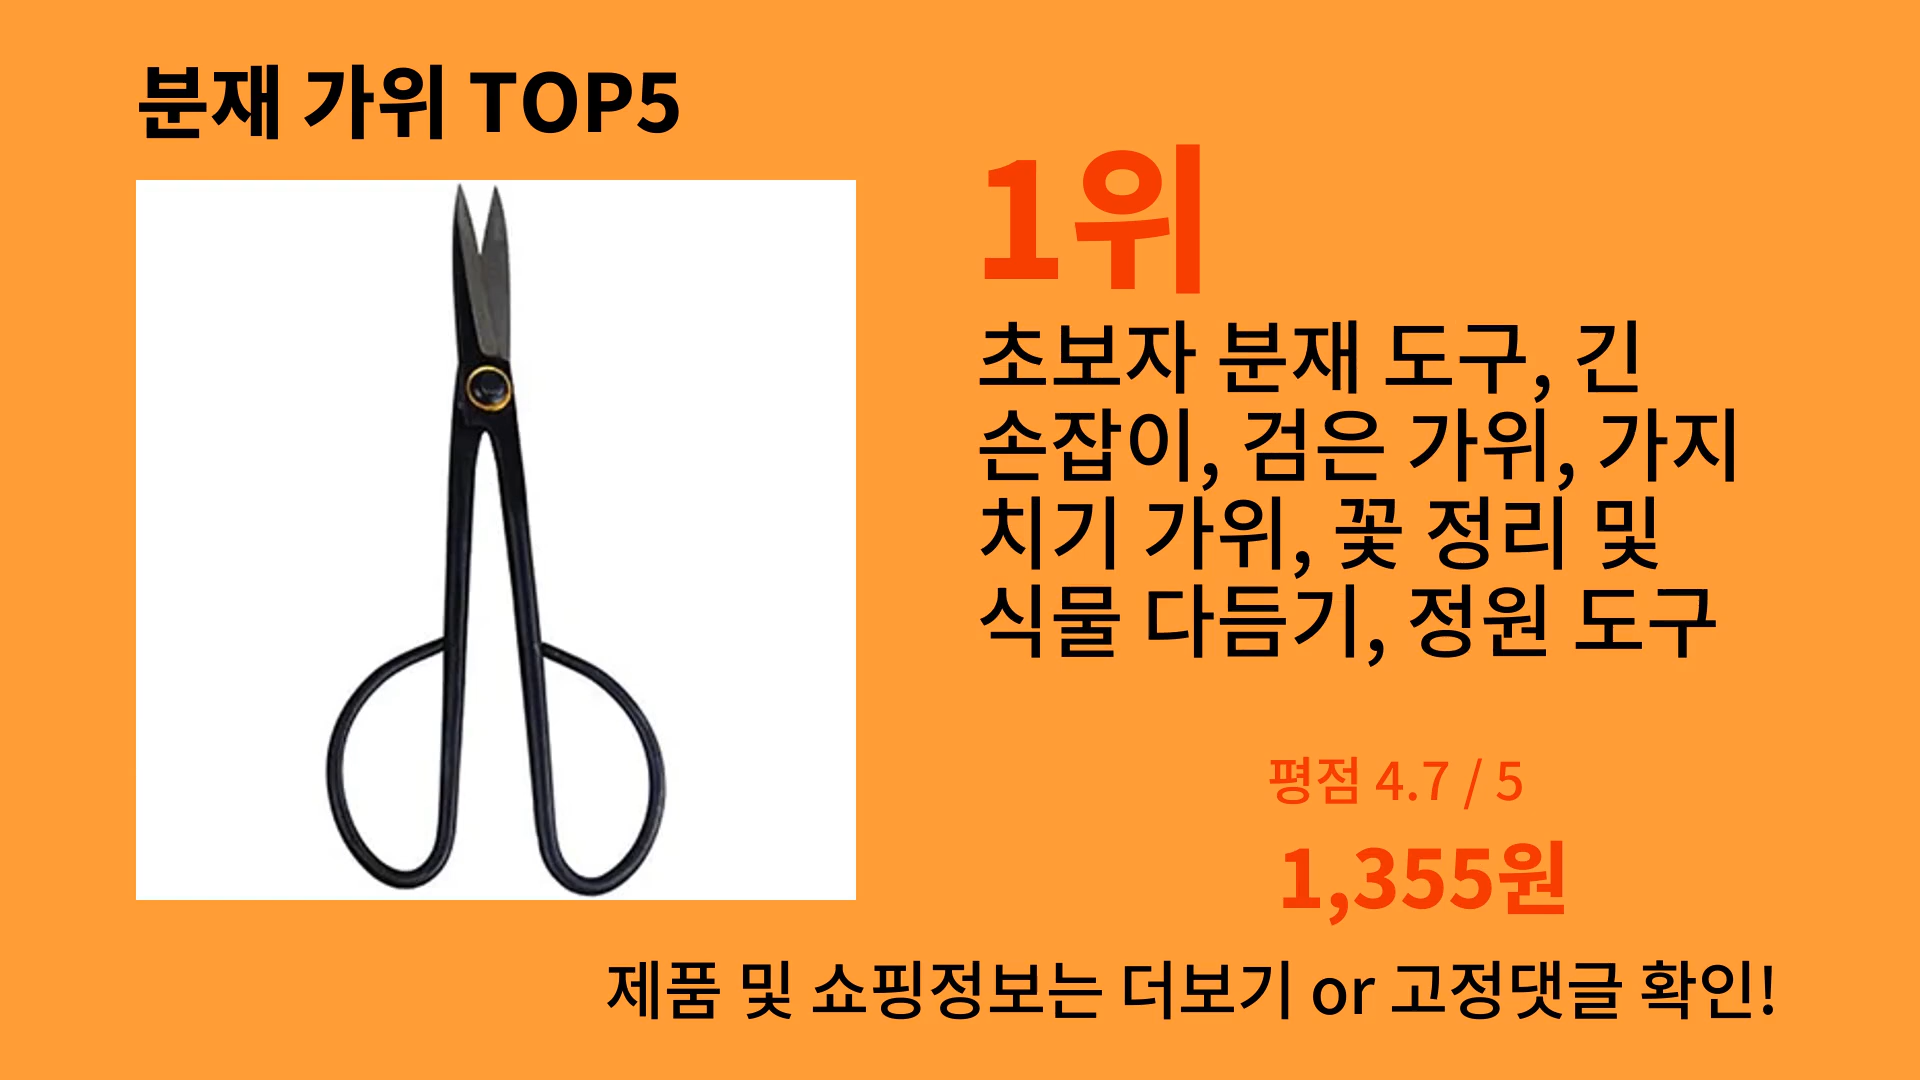 분재 가위 TOP5
1위
초보자 분재 도구, 긴
손잡이, 검은 가위, 가지
치기 가위, 꽃 정리 및
식물 다듬기, 정원 도구
평점 4.7 / 5
1,355원
제품 및 쇼핑정보는 더보기 or 고정댓글 확인!